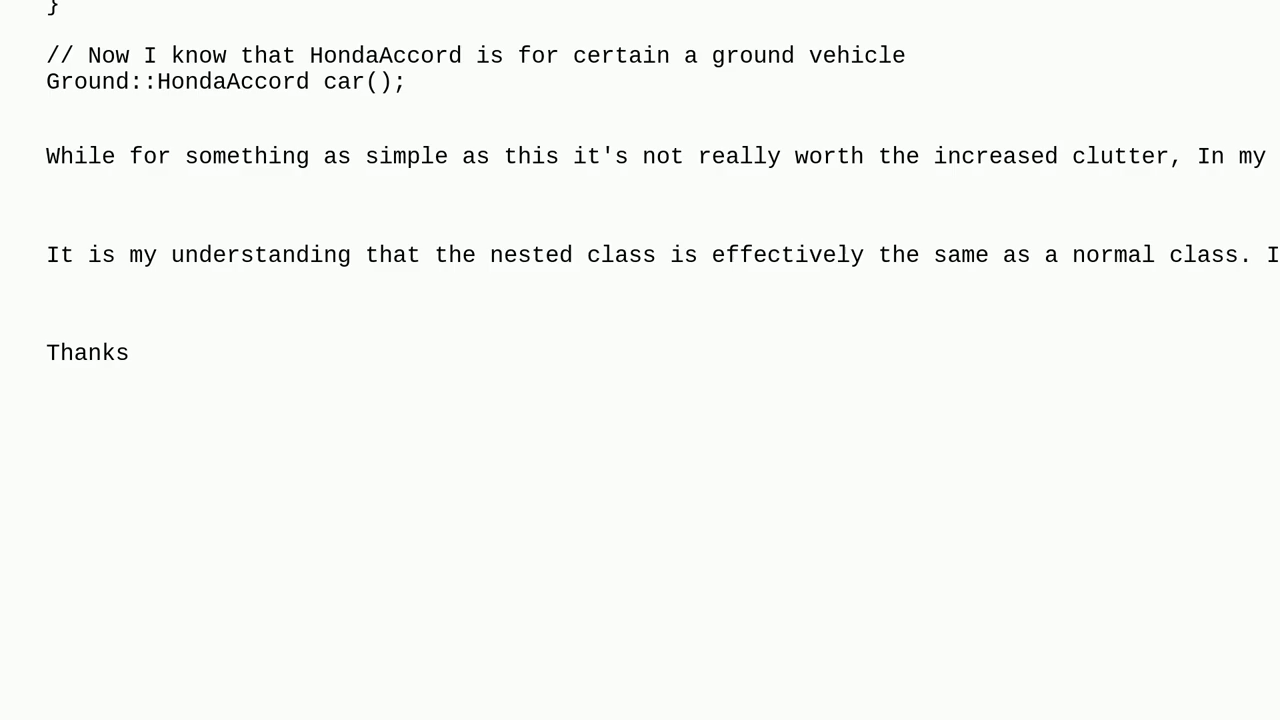 }
// Now I know that HondaAccord is for certain a ground vehicle
Ground::HondaAccord car();
While for something as simple as this it's not really worth the increased clutter, In my
It is my understanding that the nested class is effectively the same as a normal class. I
Thanks